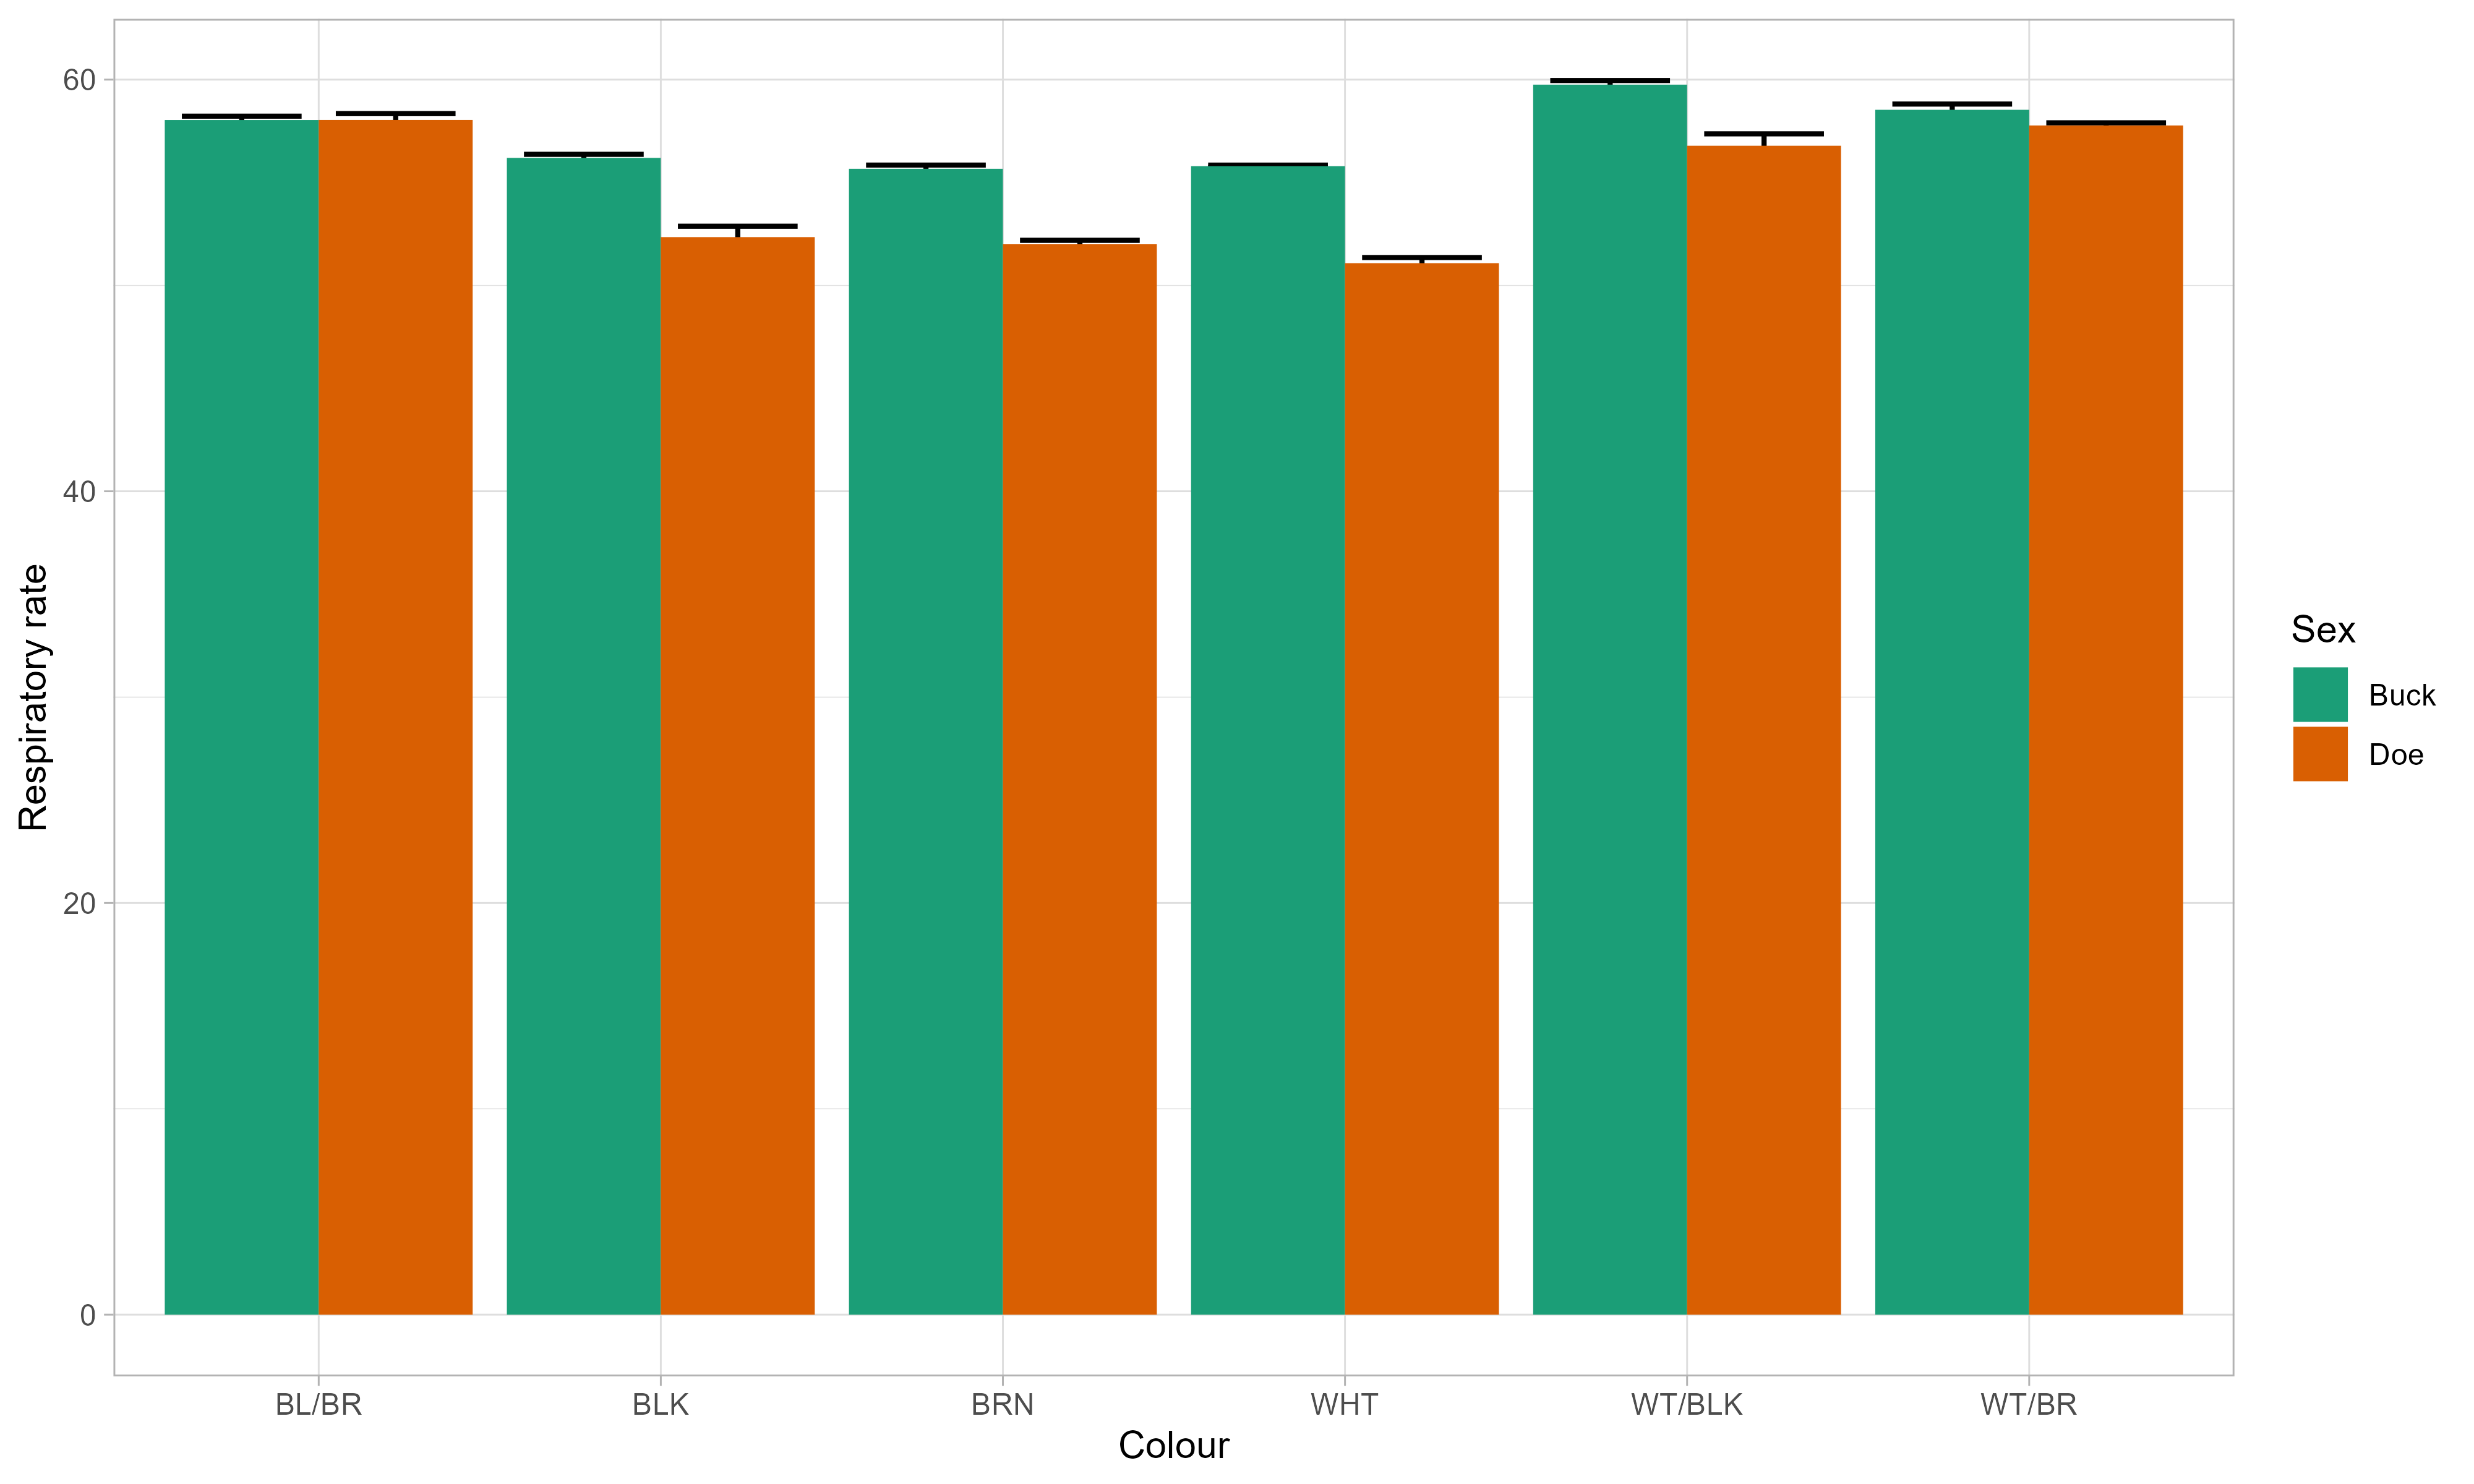 Respiratory rate
60
40
20
0
BL/BR BLK BRN WHT WT/BLK WT/BR
Colour
Sex
Buck
Doe